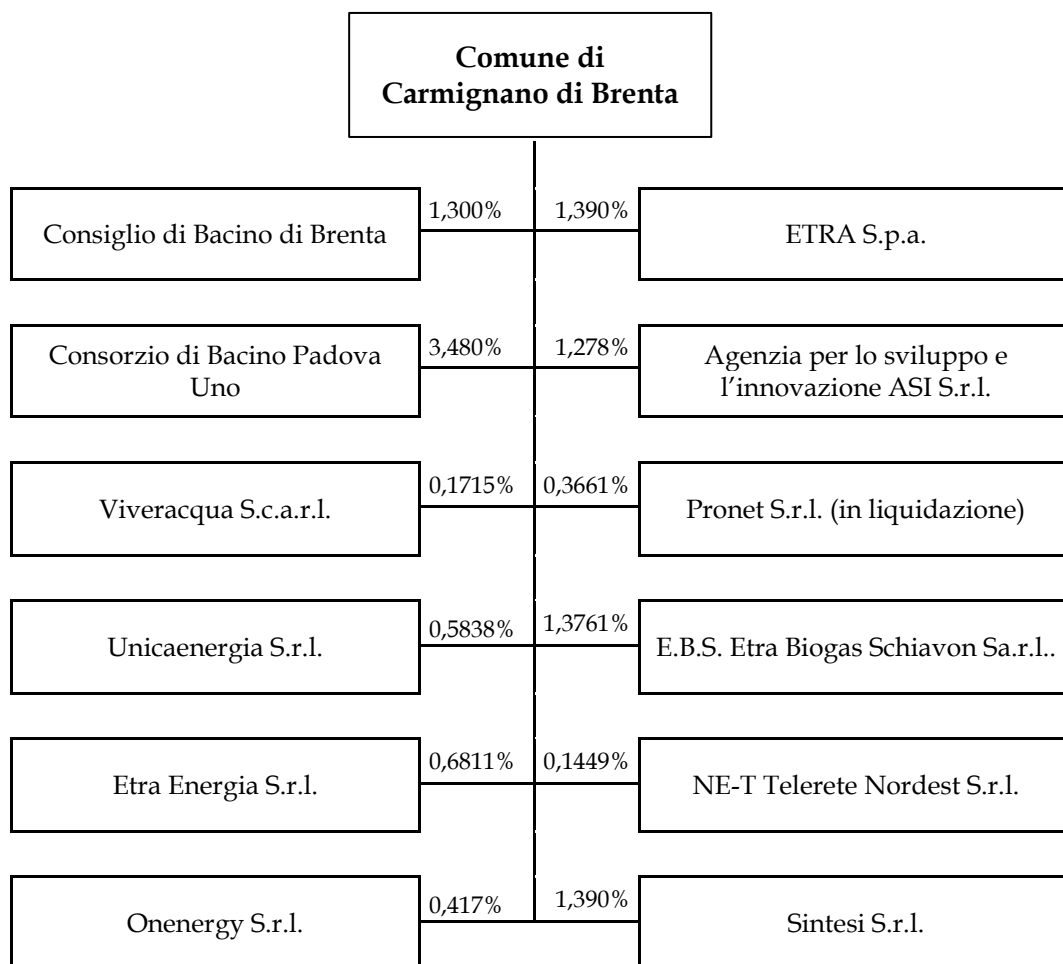 Comune di
Carmignano di Brenta
Consiglio di Bacino di Brenta
1,300%
1,390%
ETRA S.p.a.
Consorzio di Bacino Padova
Uno
3,480%
1,278%
Agenzia per lo sviluppo e
l’innovazione ASI S.r.l.
Viveracqua S.c.a.r.l.
0,1715%
0,3661%
Pronet S.r.l. (in liquidazione)
Unicaenergia S.r.l.
0,5838%
1,3761%
E.B.S. Etra Biogas Schiavon Sa.r.l..
Etra Energia S.r.l.
0,6811%
0,1449%
NE-T Telerete Nordest S.r.l.
Onenergy S.r.l.
0,417%
1,390%
Sintesi S.r.l.